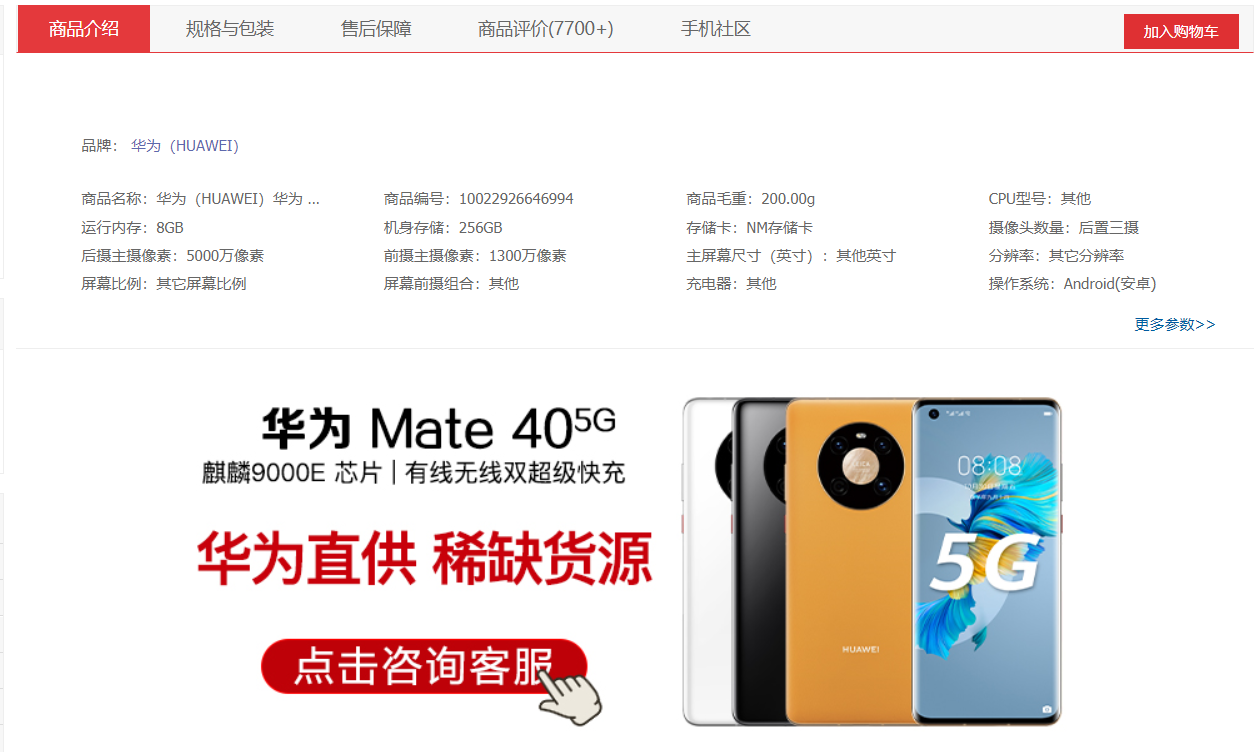 商品介绍
规格与包装
售后保障
商品评价(7700+)
手机社区
加入购物车
品牌： 华为（HUAWEI）
商品名称：华为（HUAWEI）华为 ...
商品编号：10022926646994
商品毛重：200.00g
CPU型号：其他
运行内存：8GB
机身存储：256GB
存储卡：NM存储卡
摄像头数量：后置三摄
后摄主摄像素：5000万像素
前摄主摄像素：1300万像素
主屏幕尺寸（英寸）：其他英寸
分辨率：其它分辨率
屏幕比例：其它屏幕比例
屏幕前摄组合：其他
充电器：其他
操作系统：Android(安卓)
更多参数>>
华为 Mate 40 5G
麒麟9000E 芯片 | 有线无线双超级快充
华为直供 稀缺货源
点击咨询客服
LEICA
HUAWEI
08:08
5G